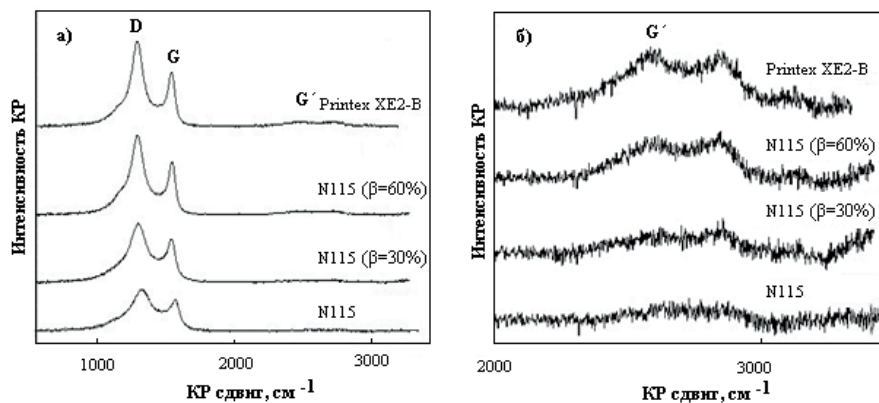 а)
D
G
G´
Printex XE2-B
N115 (β=60%)
N115 (β=30%)
N115
1000
2000
3000
КР сдвиг, см -1
Интенсивность КР
б)
G´
Printex XE2-B
N115 (β=60%)
N115 (β=30%)
N115
2000
3000
КР сдвиг, см -1
Интенсивность КР